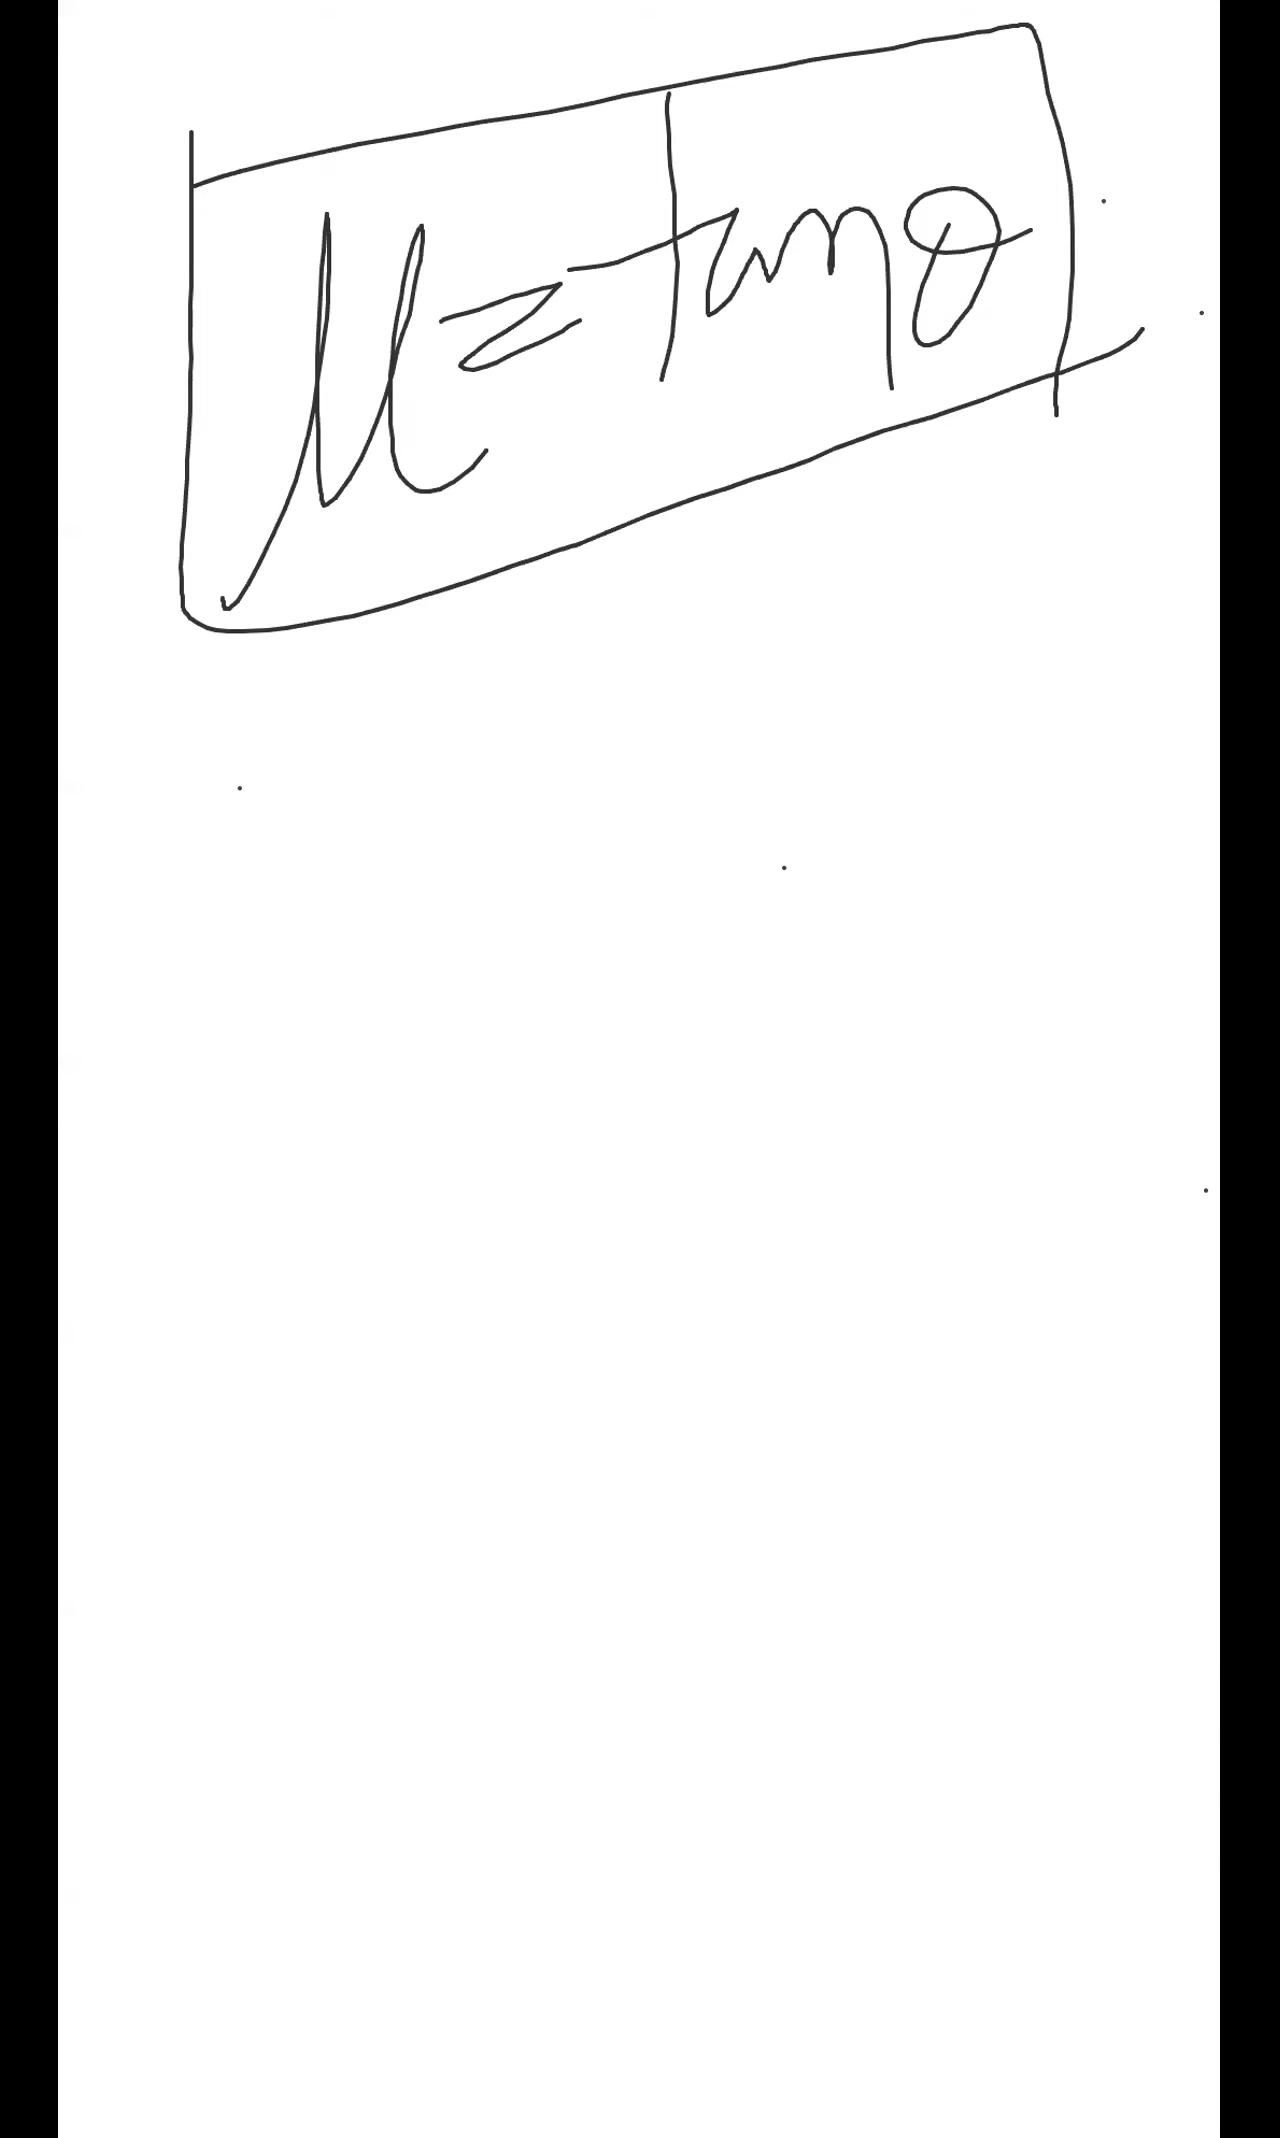 μ = tanθ